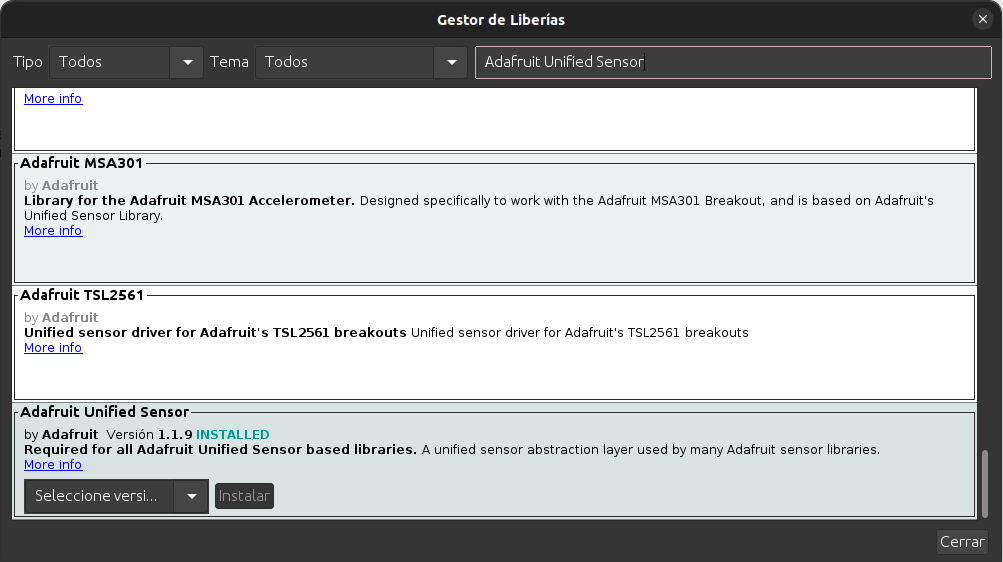 Gestor de Liberías
Tipo Todos Tema Todos Adafruit Unified Sensor
More info
Adafruit MSA301
by Adafruit
Library for the Adafruit MSA301 Accelerometer. Designed specifically to work with the Adafruit MSA301 Breakout, and is based on Adafruit's
Unified Sensor Library.
More info
Adafruit TSL2561
by Adafruit
Unified sensor driver for Adafruit's TSL2561 breakouts Unified sensor driver for Adafruit's TSL2561 breakouts
More info
Adafruit Unified Sensor
by Adafruit Versión 1.1.9 INSTALLED
Required for all Adafruit Unified Sensor based libraries. A unified sensor abstraction layer used by many Adafruit sensor libraries.
More info
Seleccione versi... Instalar
Cerrar